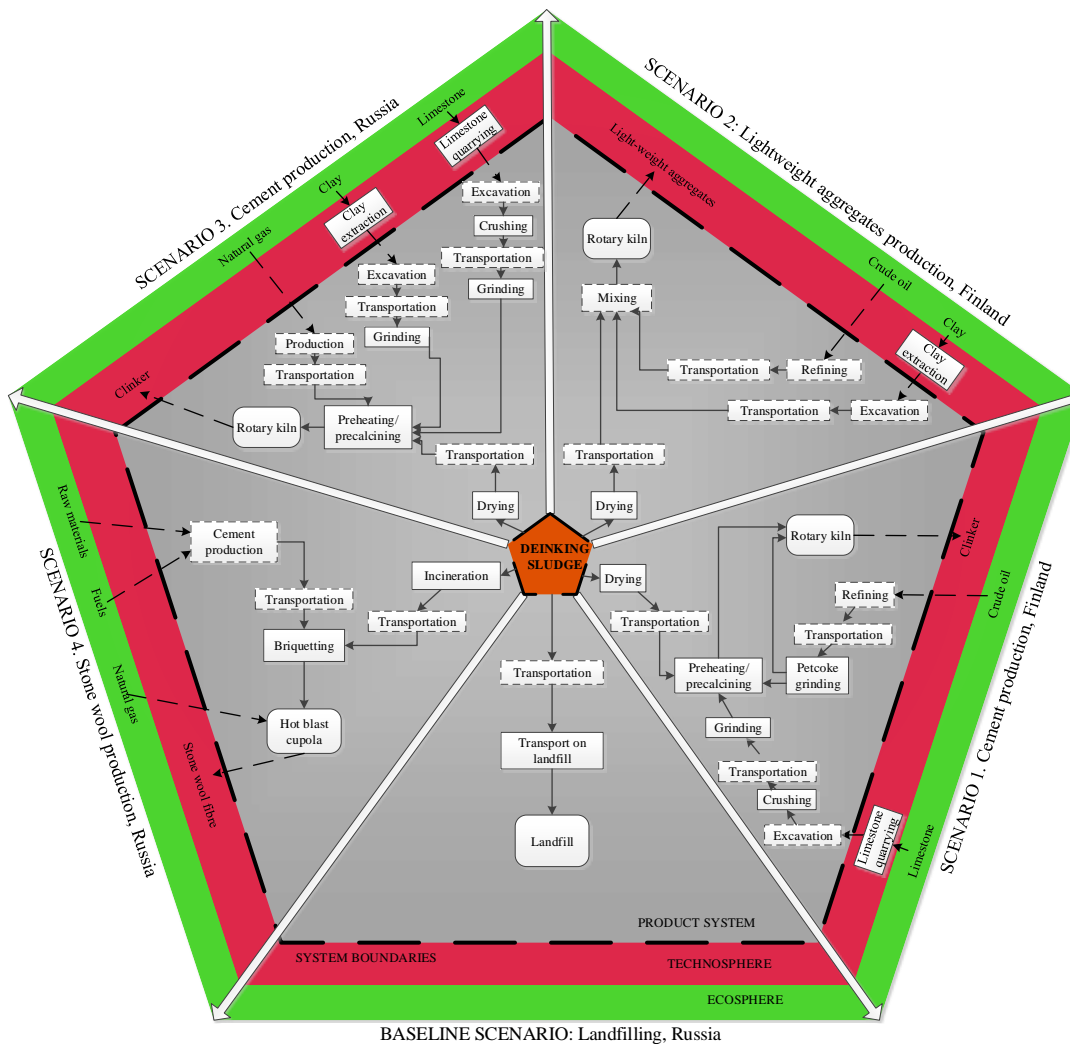 SCENARIO 3. Cement production, Russia
Limestone
Limestone
quarrying
Clay
Clay
extraction
Natural gas
Excavation
Crushing
Transportation
Grinding
Excavation
Transportation
Grinding
Production
Transportation
Clinker
Rotary kiln
Preheating/
precalcining
Transportation
Drying
SCENARIO 2: Lightweight aggregates production, Finland
Light-weight aggregates
Rotary kiln
Mixing
Crude oil
Clay
Clay
extraction
Transportation
Refining
Transportation
Excavation
Transportation
Drying
DEINKING
SLUDGE
SCENARIO 4. Stone wool production, Russia
Raw materials
Fuels
Natural gas
Stone wool fibre
Cement
production
Transportation
Briquetting
Hot blast
cupola
Incineration
Transportation
SCENARIO 1. Cement production, Finland
Drying
Transportation
Rotary kiln
Clinker
Crude oil
Refining
Transportation
Petcoke
grinding
Preheating/
precalcining
Grinding
Transportation
Crushing
Excavation
Limestone
quarrying
Limestone
Transportation
Transport on
landfill
Landfill
PRODUCT SYSTEM
SYSTEM BOUNDARIES
TECHNOSPHERE
ECOSPHERE
BASELINE SCENARIO: Landfilling, Russia